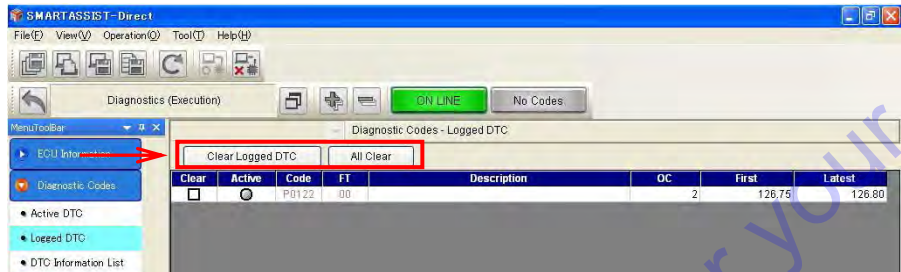 SMARTASSIST-Direct
File(F) View(V) Operation(O) Tool(T) Help(H)
Diagnostics (Execution) ON LINE No Codes
MenuToolBar
Diagnostic Codes - Logged DTC
ECU Information
Clear Logged DTC All Clear
Diagnostic Codes
Clear Active Code FT Description OC First Latest
P0122 00 2 126.75 126.80
Active DTC
Logged DTC
DTC Information List
your